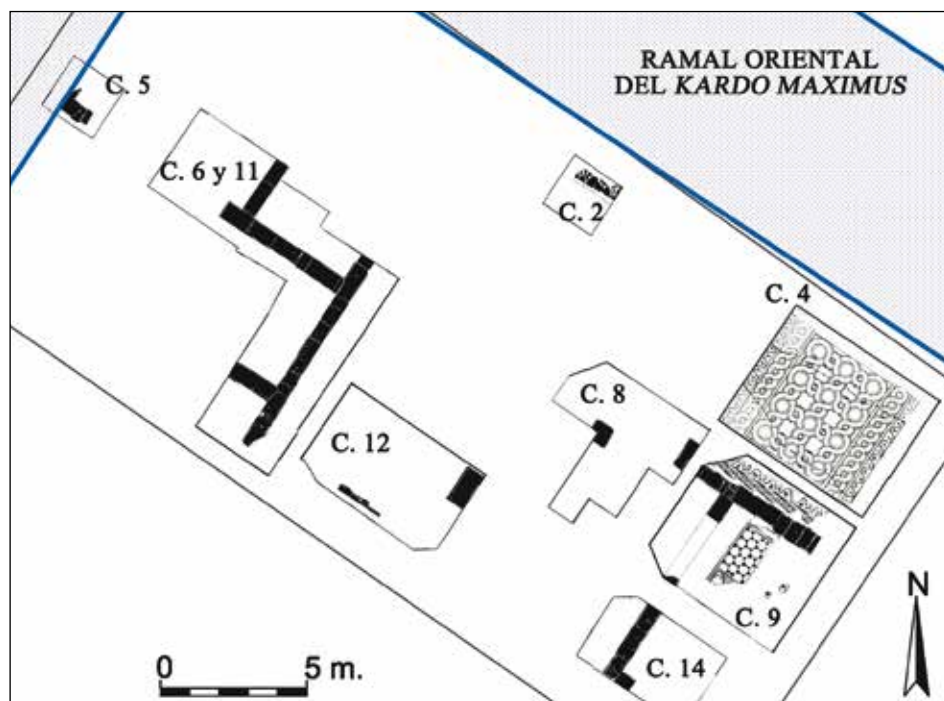 RAMAL ORIENTAL
DEL KARDO MAXIMUS
C. 5
C. 6 y 11
C. 2
C. 4
C. 8
C. 12
C. 9
C. 14
N
0 5 m.